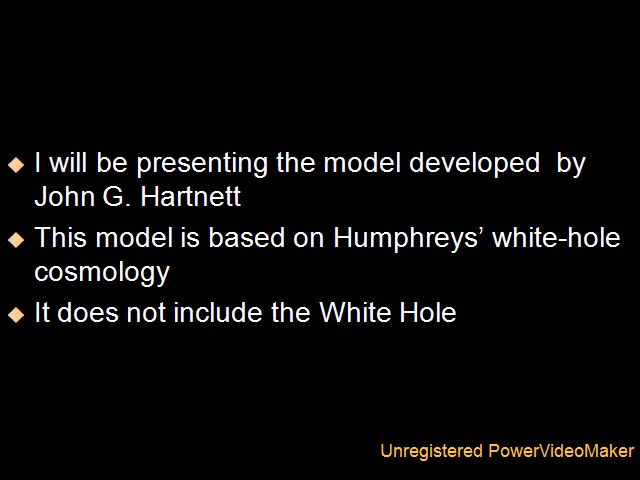 ◆ I will be presenting the model developed  by
John G. Hartnett
◆ This model is based on Humphreys’ white-hole
cosmology
◆ It does not include the White Hole
Unregistered PowerVideoMaker